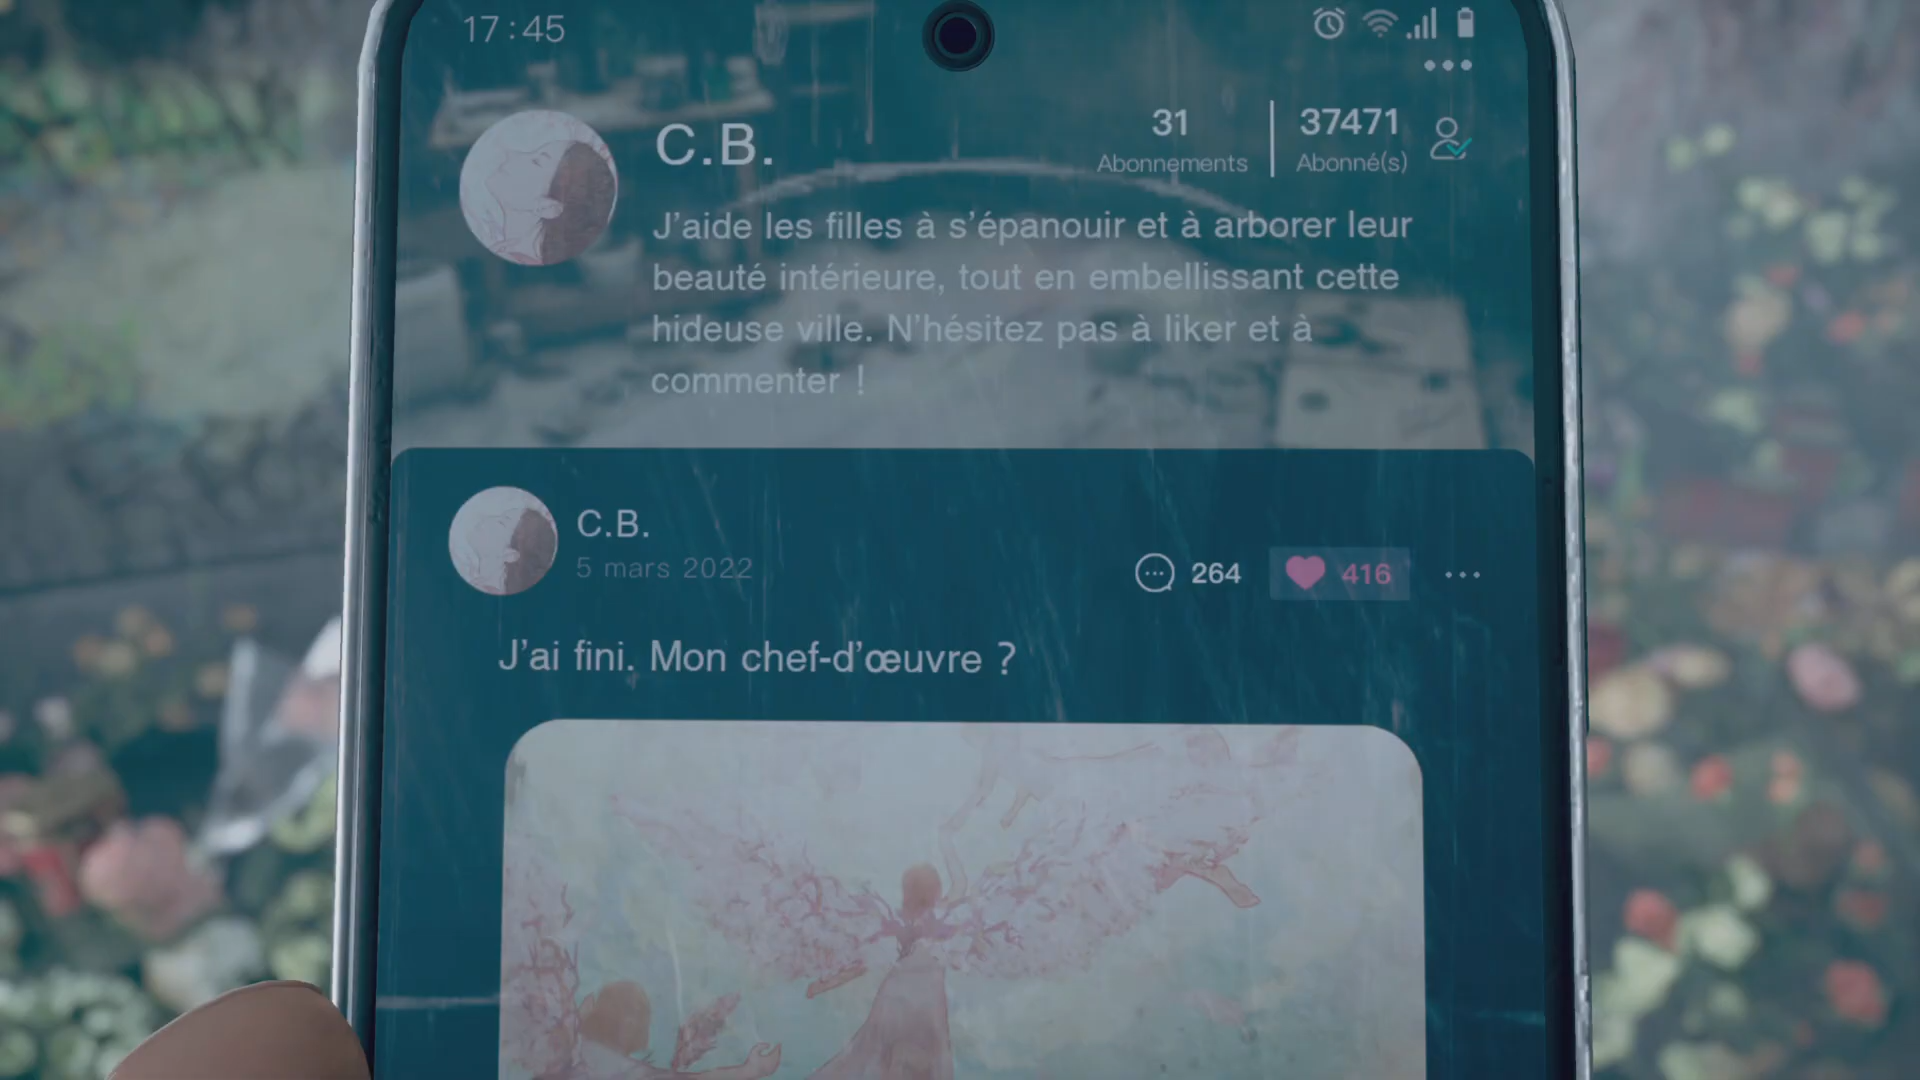 17:45
C.B.
31
Abonnements
37471
Abonné(s)
J'aide les filles à s'épanouir et à arborer leur
beauté intérieure, tout en embellissant cette
hideuse ville. N'hésitez pas à liker et à
commenter !
C.B.
5 mars 2022
264
416
J'ai fini. Mon chef-d'œuvre ?